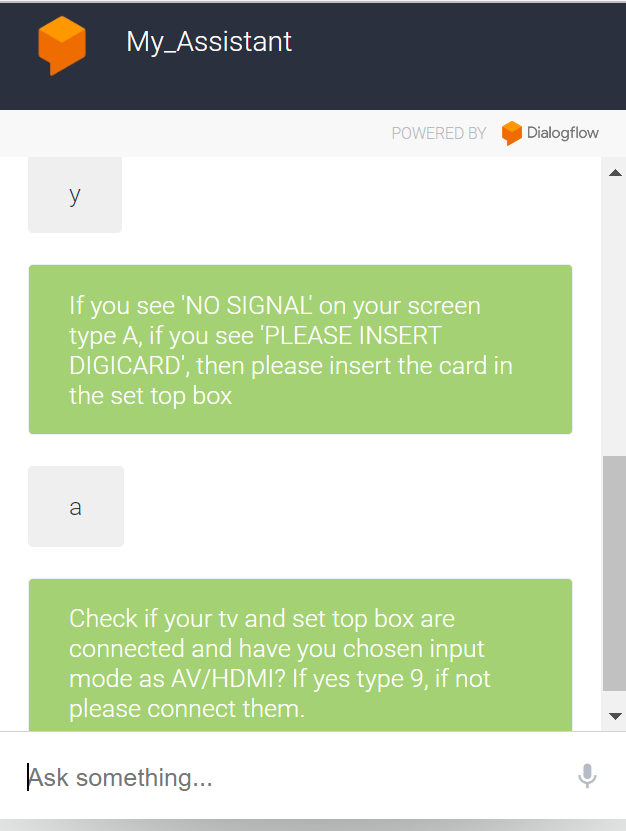 My_Assistant
POWERED BY Dialogflow
y
If you see 'NO SIGNAL' on your screen
type A, if you see 'PLEASE INSERT
DIGICARD', then please insert the card in
the set top box
a
Check if your tv and set top box are
connected and have you chosen input
mode as AV/HDMI? If yes type 9, if not
please connect them.
Ask something...